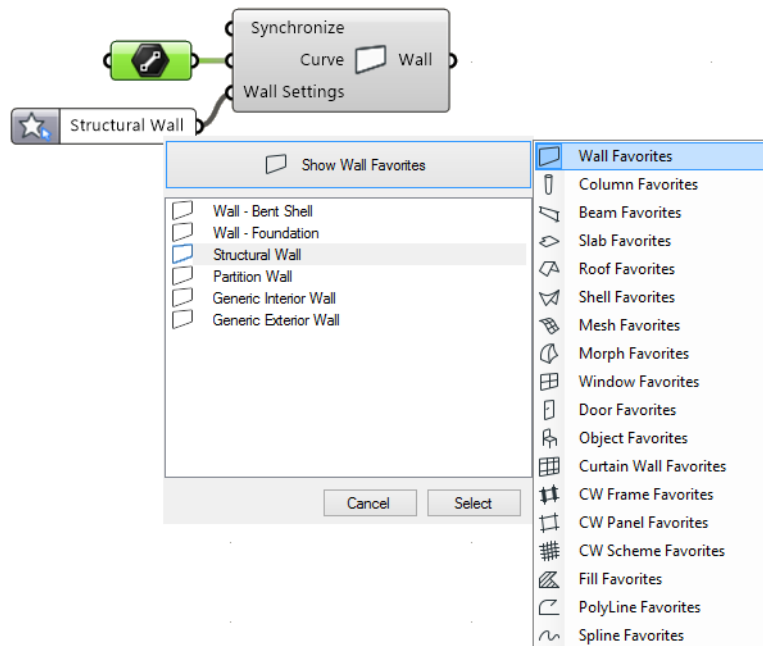 Synchronize
Curve
Wall
Wall Settings
Structural Wall
Show Wall Favorites
Wall - Bent Shell
Wall - Foundation
Structural Wall
Partition Wall
Generic Interior Wall
Generic Exterior Wall
Cancel
Select
Wall Favorites
Column Favorites
Beam Favorites
Slab Favorites
Roof Favorites
Shell Favorites
Mesh Favorites
Morph Favorites
Window Favorites
Door Favorites
Object Favorites
Curtain Wall Favorites
CW Frame Favorites
CW Panel Favorites
CW Scheme Favorites
Fill Favorites
PolyLine Favorites
Spline Favorites